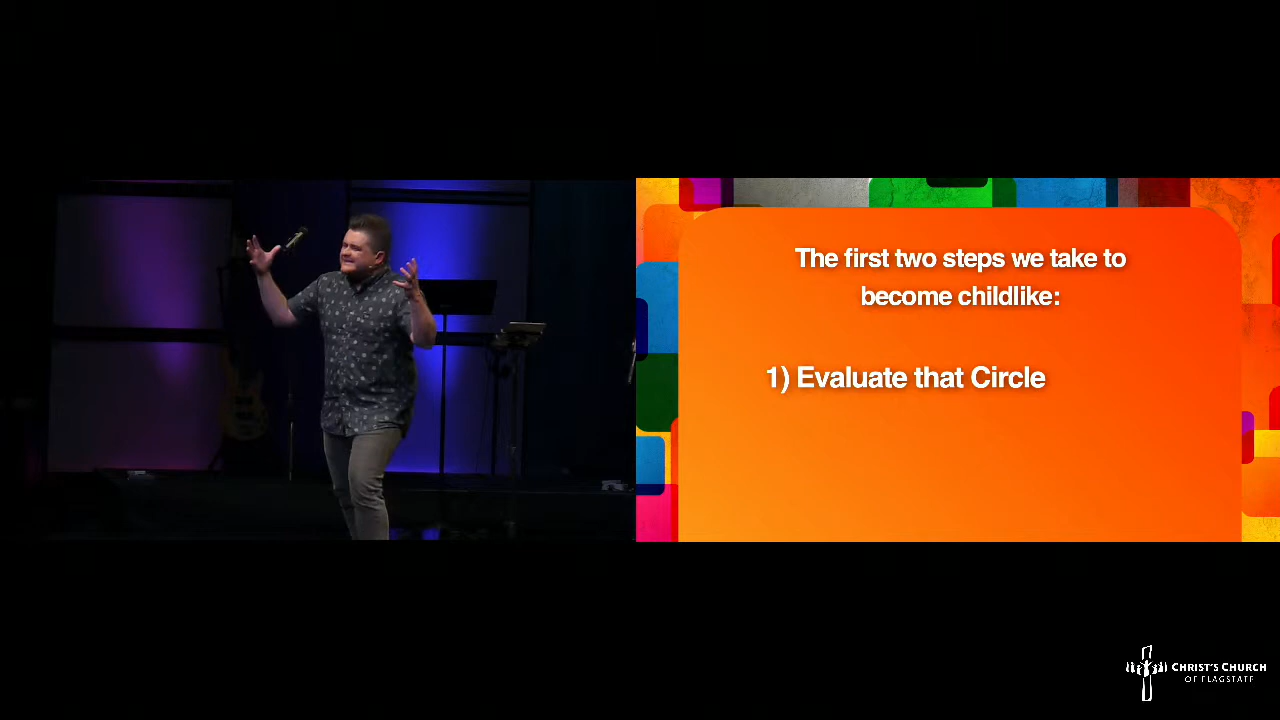 The first two steps we take to
become childlike:
1) Evaluate that Circle
CHRIST'S CHURCH
OF FLAGSTAFF